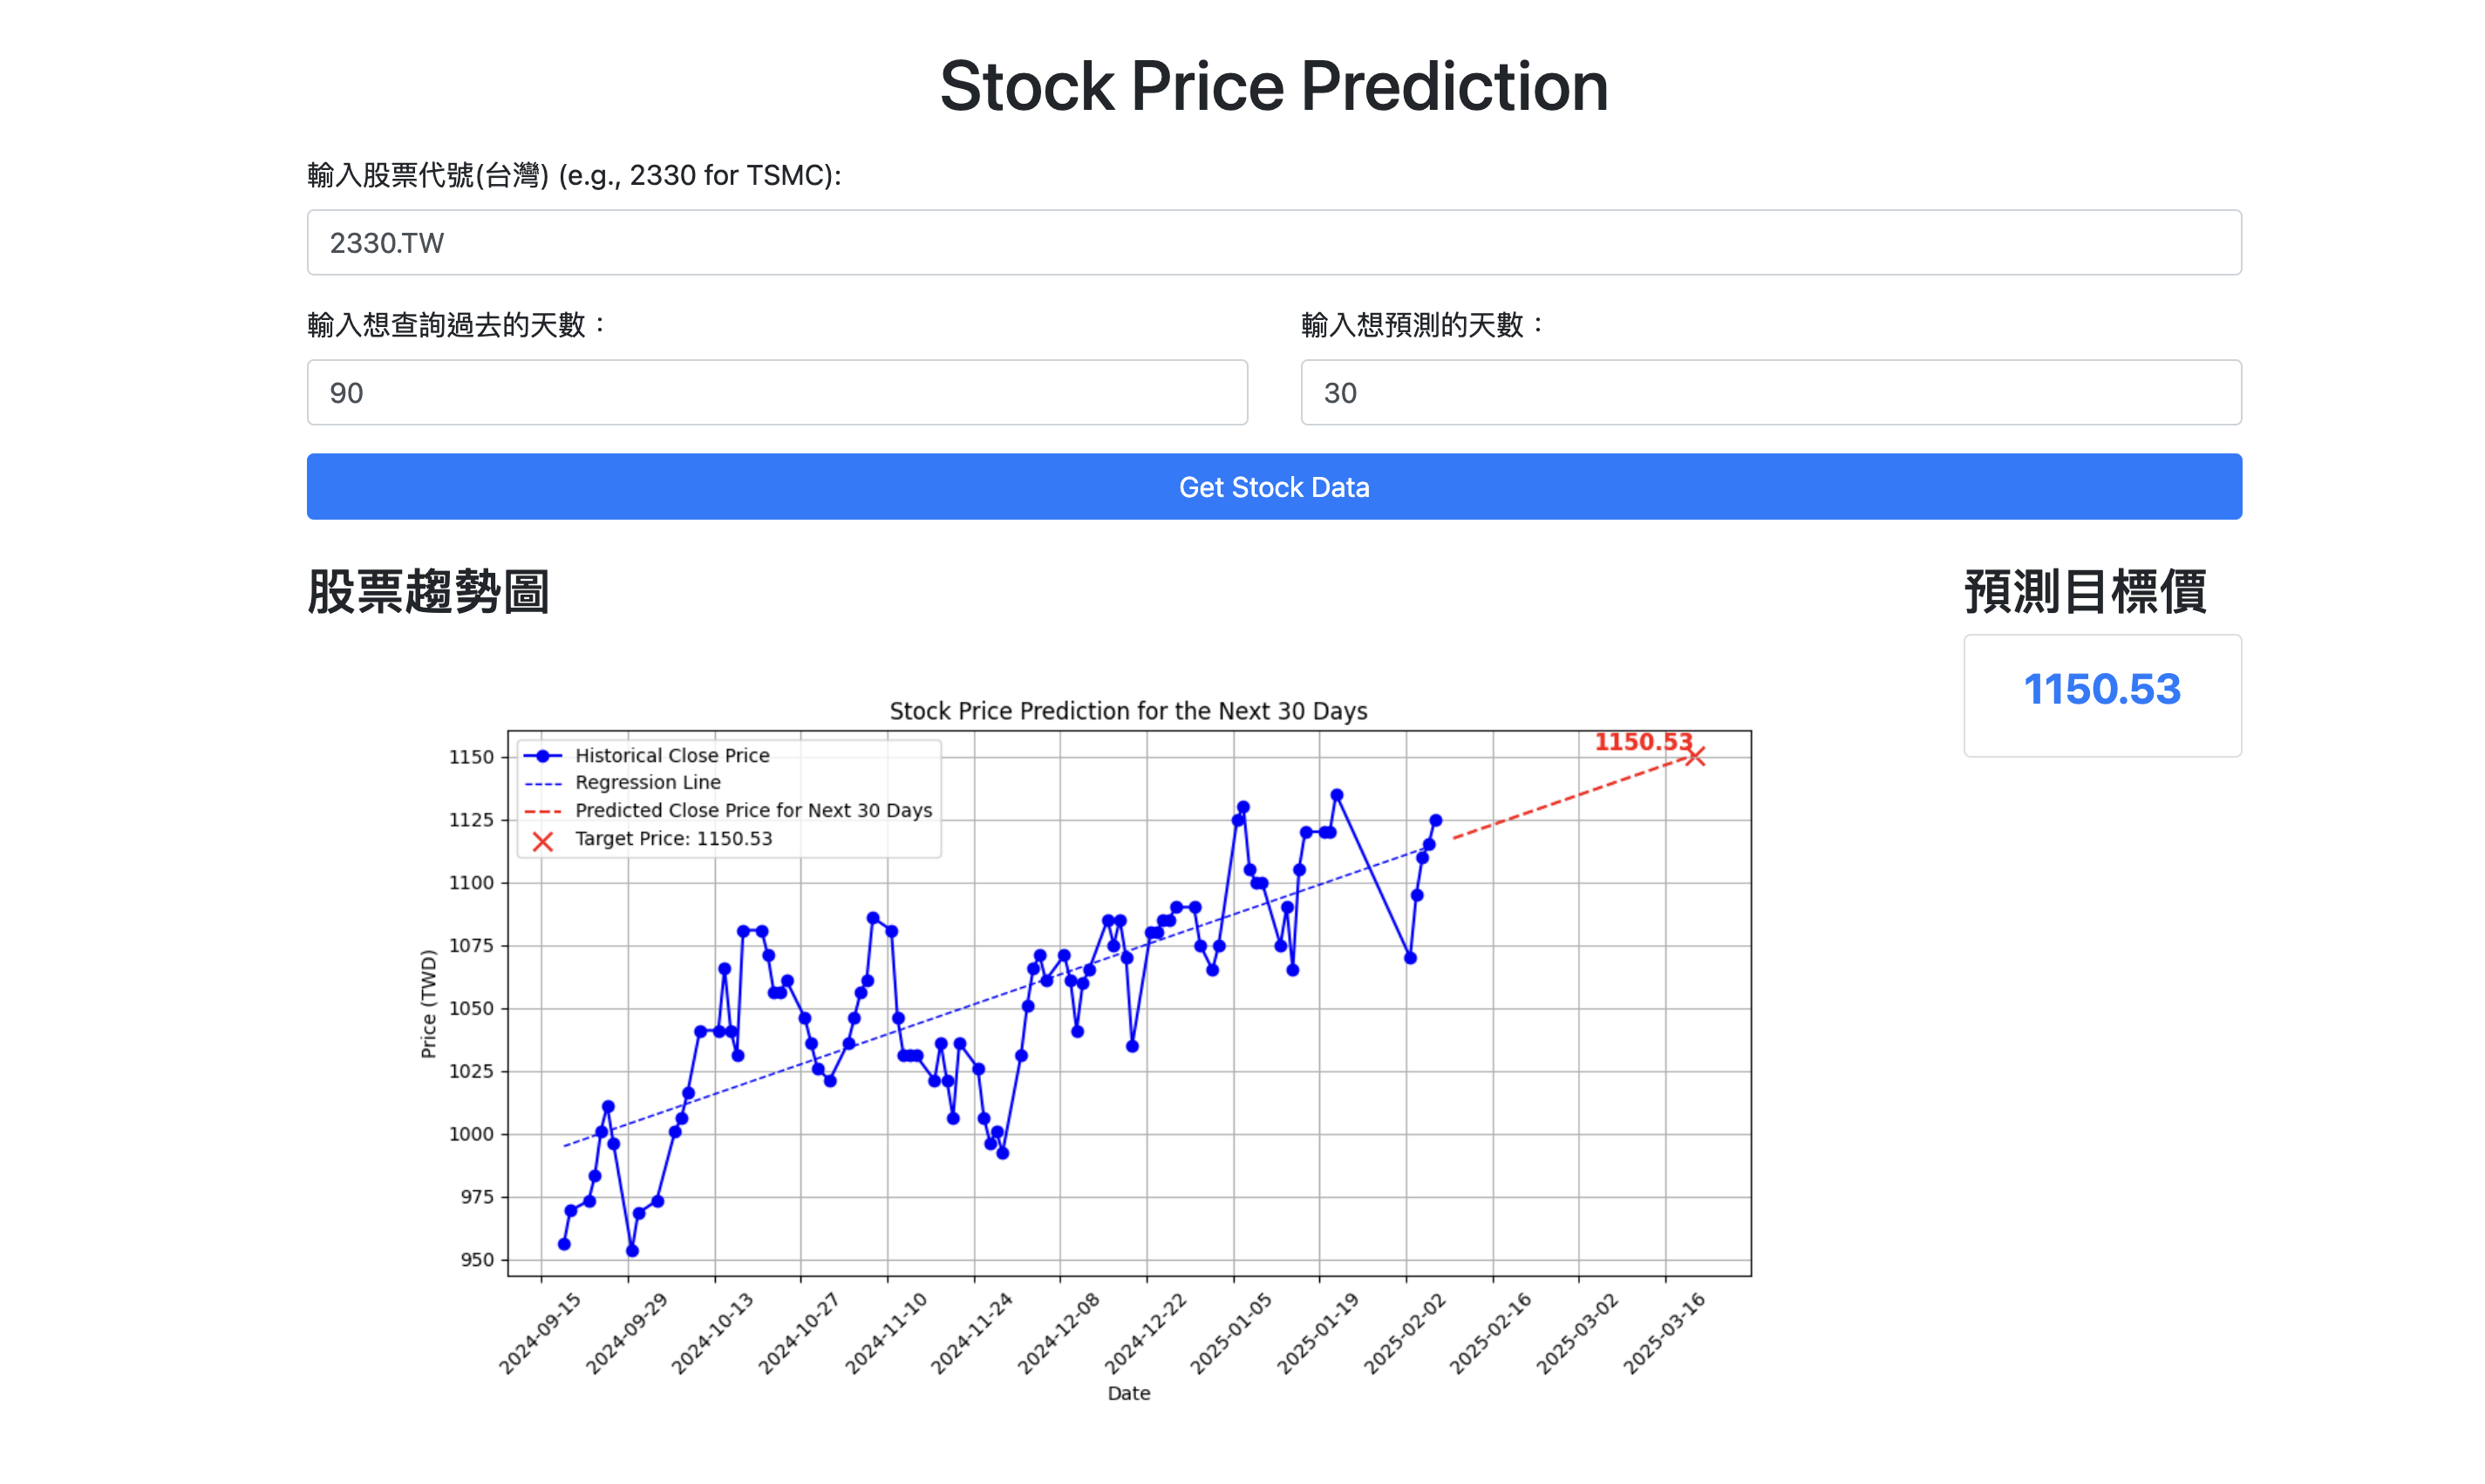 Stock Price Prediction
輸入股票代號(台灣) (e.g., 2330 for TSMC):
2330.TW
輸入想查詢過去的天數：
輸入想預測的天數：
90
30
Get Stock Data
股票趨勢圖
預測目標價
1150.53
Stock Price Prediction for the Next 30 Days
Historical Close Price
Regression Line
Predicted Close Price for Next 30 Days
Target Price: 1150.53
1150.53
Price (TWD)
1150
1125
1100
1075
1050
1025
1000
975
950
2024-09-15
2024-09-29
2024-10-13
2024-10-27
2024-11-10
2024-11-24
2024-12-08
2024-12-22
2025-01-05
2025-01-19
2025-02-02
2025-02-16
2025-03-02
2025-03-16
Date